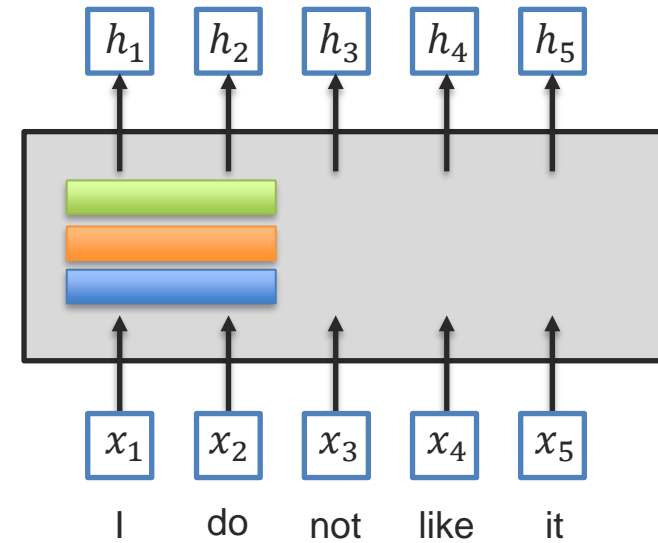 h₁ h₂ h₃ h₄ h₅
x₁ x₂ x₃ x₄ x₅
I do not like it